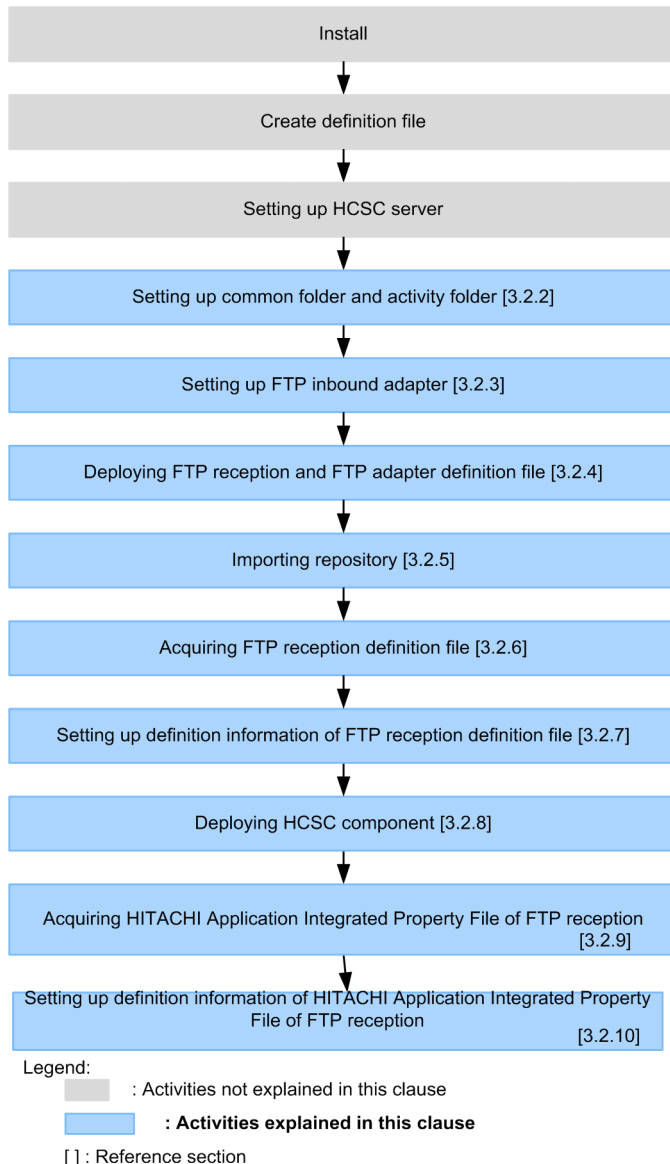 Install
Create definition file
Setting up HCSC server
Setting up common folder and activity folder [3.2.2]
Setting up FTP inbound adapter [3.2.3]
Deploying FTP reception and FTP adapter definition file [3.2.4]
Importing repository [3.2.5]
Acquiring FTP reception definition file [3.2.6]
Setting up definition information of FTP reception definition file [3.2.7]
Deploying HCSC component [3.2.8]
Acquiring HITACHI Application Integrated Property File of FTP reception
[3.2.9]
Setting up definition information of HITACHI Application Integrated Property
File of FTP reception
[3.2.10]
Legend:
: Activities not explained in this clause
: Activities explained in this clause
[ ] : Reference section